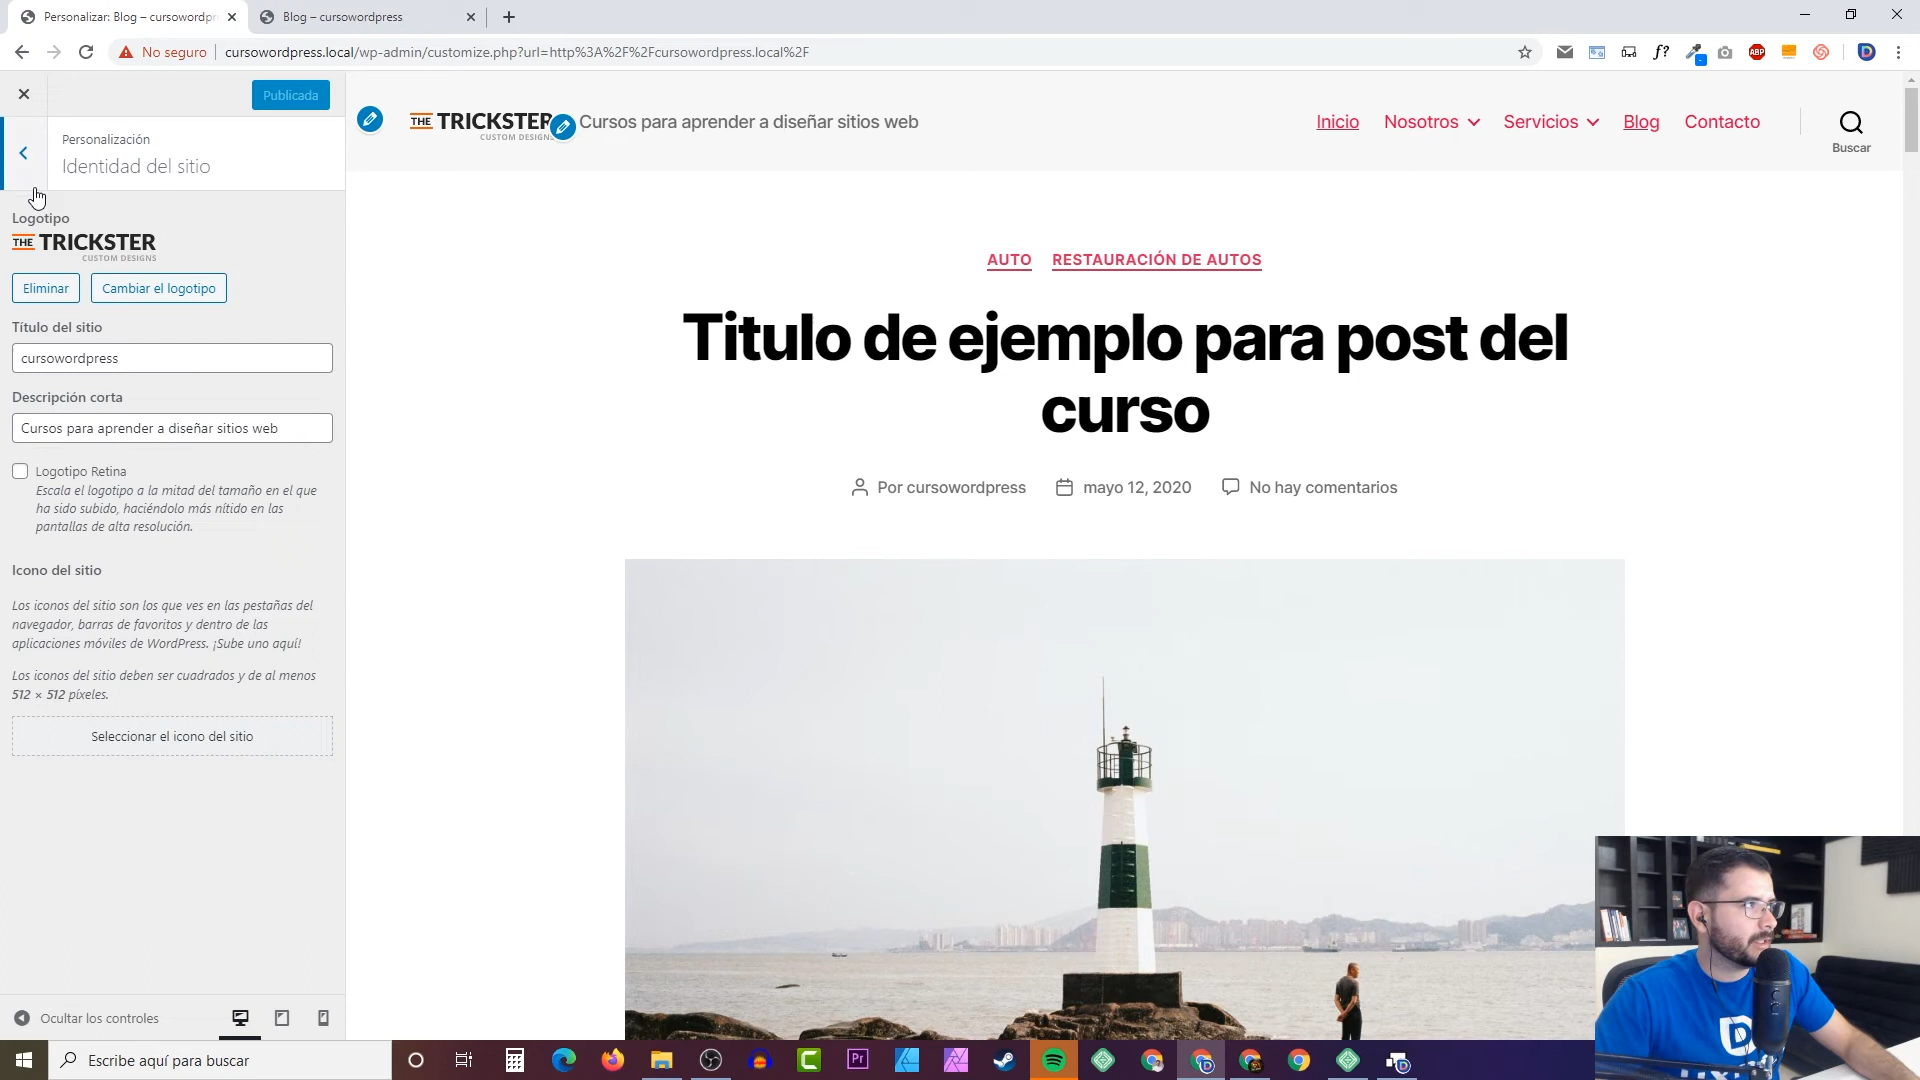 Personalizar: Blog – cursowordpr
Blog – cursowordpress
No seguro
cursowordpress.local/wp-admin/customize.php?url=http%3A%2F%2Fcursowordpress.local%2F
f?
ABP
D
Publicada
Personalización
Identidad del sitio
Logotipo
THE TRICKSTER
CUSTOM DESIGNS
Eliminar
Cambiar el logotipo
Título del sitio
cursowordpress
Descripción corta
Cursos para aprender a diseñar sitios web
Logotipo Retina
Escala el logotipo a la mitad del tamaño en el que
ha sido subido, haciéndolo más nítido en las
pantallas de alta resolución.
Icono del sitio
Los iconos del sitio son los que ves en las pestañas del
navegador, barras de favoritos y dentro de las
aplicaciones móviles de WordPress. ¡Sube uno aquí!
Los iconos del sitio deben ser cuadrados y de al menos
512 × 512 píxeles.
Seleccionar el icono del sitio
Ocultar los controles
THE TRICKSTER
CUSTOM DESIGNS
Cursos para aprender a diseñar sitios web
Inicio
Nosotros
Servicios
Blog
Contacto
Buscar
AUTO
RESTAURACIÓN DE AUTOS
Titulo de ejemplo para post del
curso
Por cursowordpress
mayo 12, 2020
No hay comentarios
Escribe aquí para buscar
Pr
D
D
D